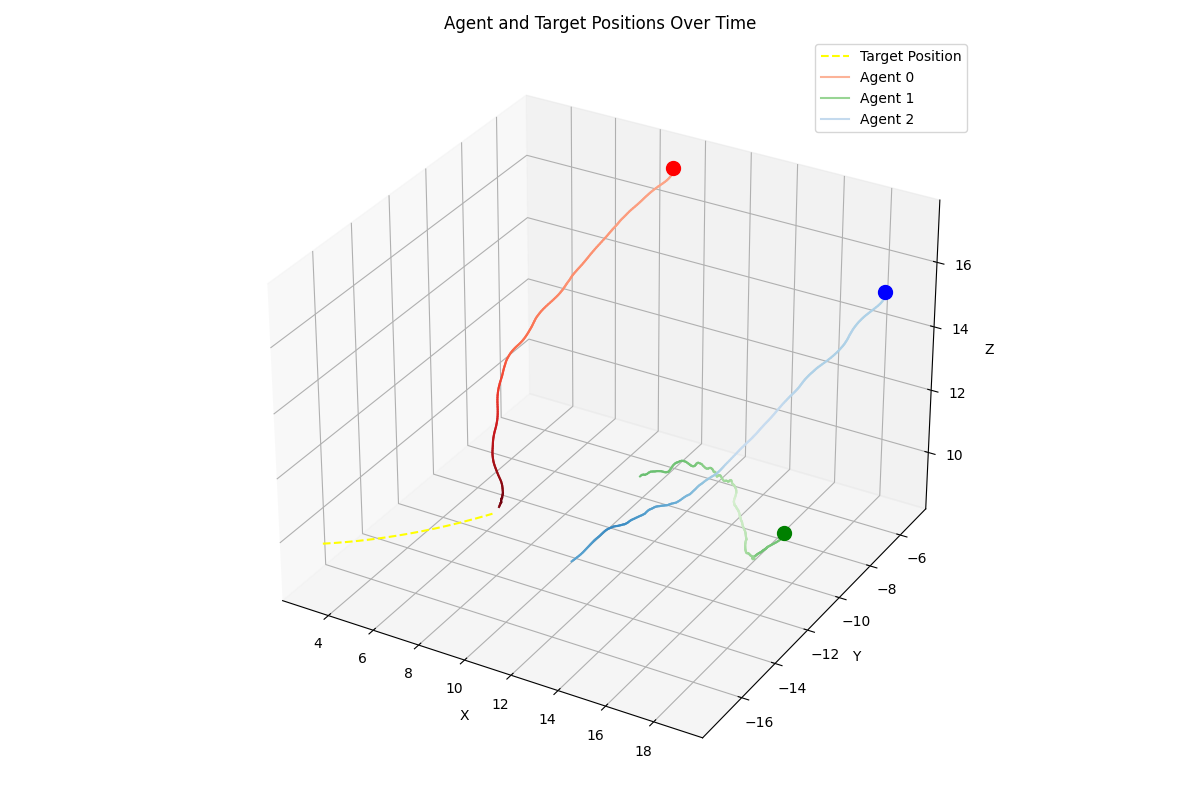 Agent and Target Positions Over Time
Target Position
Agent 0
Agent 1
Agent 2
16
14
12
10
Z
−6
−8
−10
−12
−14
−16
Y
4
6
8
10
12
14
16
18
X